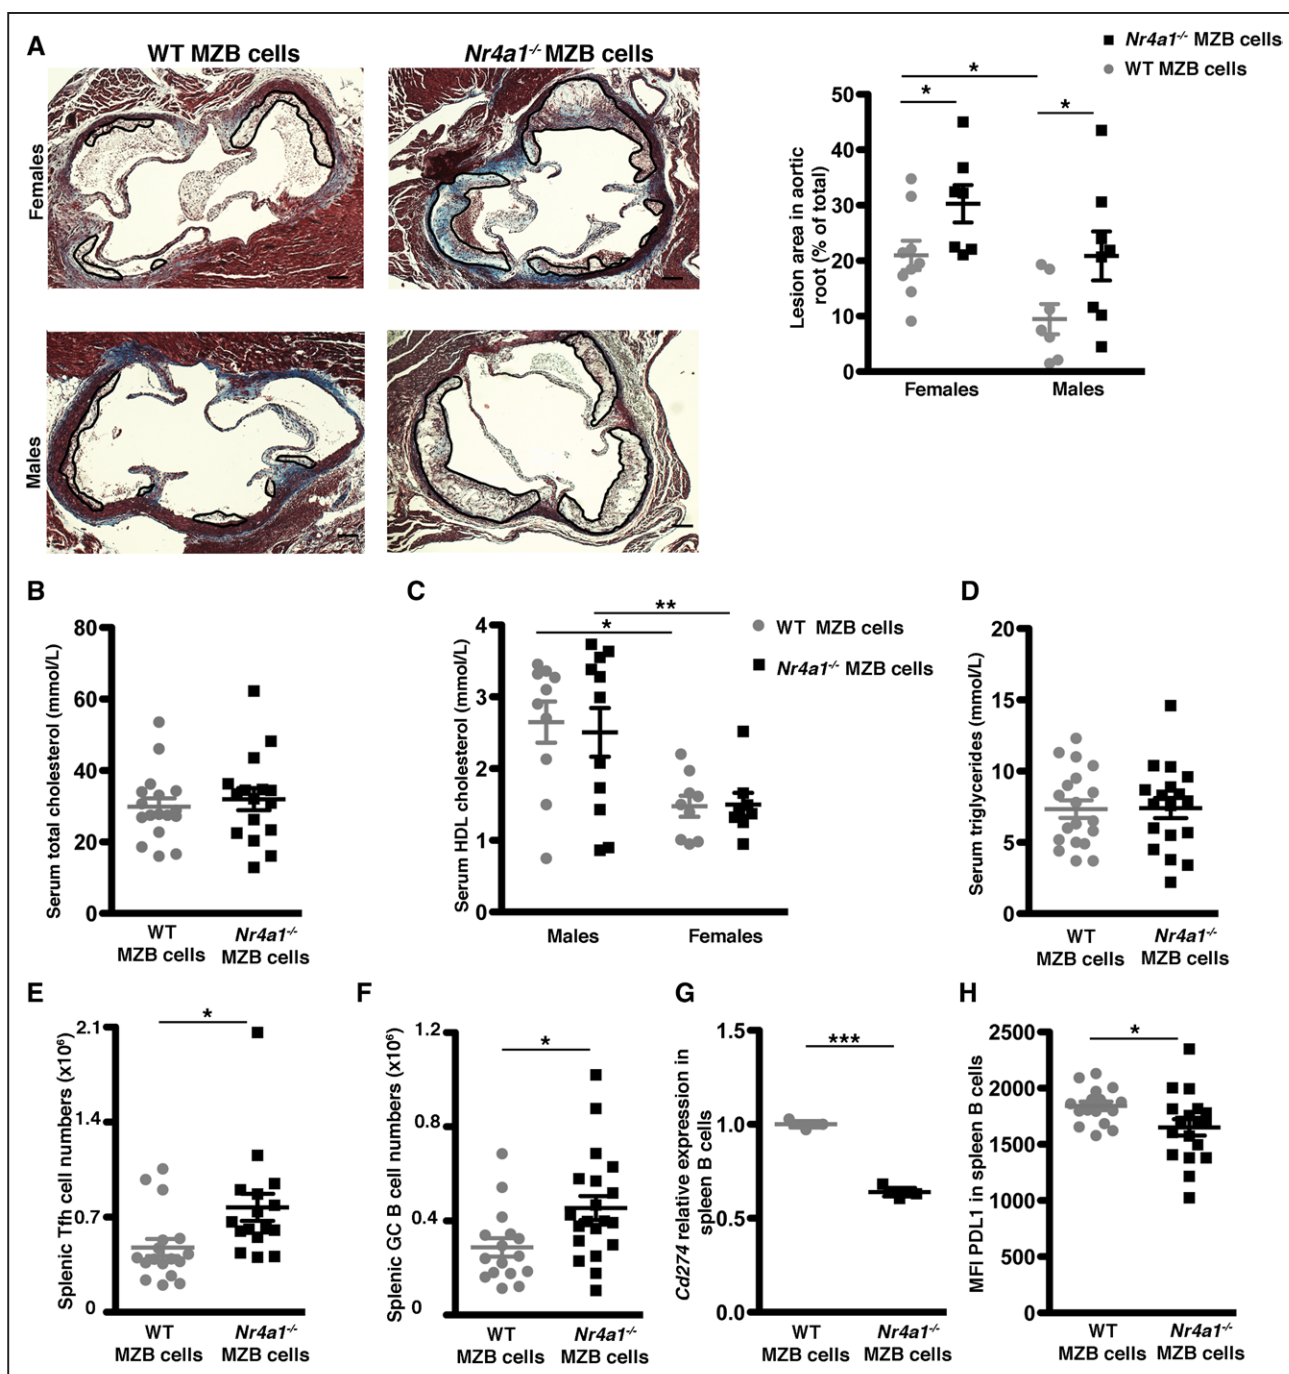 A
WT MZB cells
Nr4a1-/- MZB cells
Females
Males
Nr4a1-/- MZB cells
WT MZB cells
Lesion area in aortic
root (% of total)
50
40
30
20
10
0
*
*
*
Females
Males
B
Serum total cholesterol (mmol/L)
80
60
40
20
0
WT
MZB cells
Nr4a1-/-
MZB cells
C
Serum HDL cholesterol (mmol/L)
4
3
2
1
0
**
*
Males
Females
WT MZB cells
Nr4a1-/- MZB cells
D
Serum triglycerides (mmol/L)
20
15
10
5
0
WT
MZB cells
Nr4a1-/-
MZB cells
E
Splenic Tfh cell numbers (x10⁶)
2.1
1.4
0.7
0
*
WT
MZB cells
Nr4a1-/-
MZB cells
F
Splenic GC B cell numbers (x10⁶)
1.2
0.8
0.4
0
*
WT
MZB cells
Nr4a1-/-
MZB cells
G
Cd274 relative expression in
spleen B cells
1.5
1.0
0.5
0.0
***
WT
MZB cells
Nr4a1-/-
MZB cells
H
MFI PDL1 in spleen B cells
2500
2000
1500
1000
500
0
*
WT
MZB cells
Nr4a1-/-
MZB cells